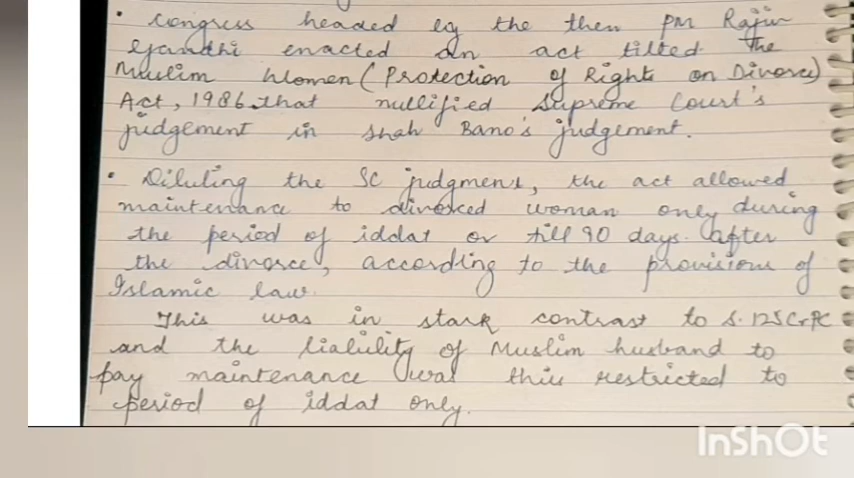 • Congress headed by the then PM Rajiv
Gandhi enacted an act titled The
Muslim Women (Protection of Rights on Divorce)
Act, 1986 that nullified Supreme Court's
judgement in Shah Bano's judgement.
• Diluting the SC judgment, the act allowed
maintenance to divorced woman only during
the period of iddat or till 90 days after
the divorce, according to the provisions of
Islamic law.
This was in stark contrast to S. 125 CrPC
and the liability of Muslim husband to
pay maintenance was thus restricted to
period of iddat only.
InShOt